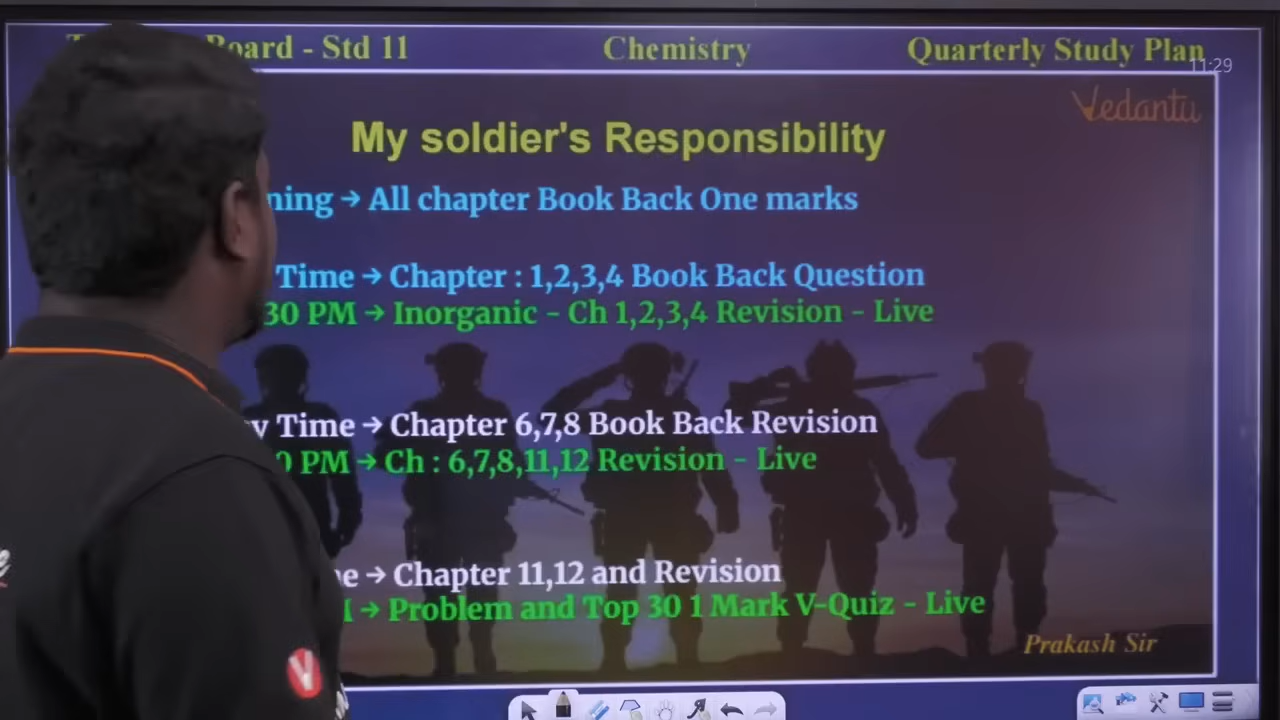 Board - Std 11 Chemistry Quarterly Study Plan
11:29
Vedantu
My soldier's Responsibility
→ All chapter Book Back One marks
Time → Chapter : 1,2,3,4 Book Back Question
30 PM → Inorganic - Ch 1,2,3,4 Revision - Live
Time → Chapter 6,7,8 Book Back Revision
PM → Ch : 6,7,8,11,12 Revision - Live
→ Chapter 11,12 and Revision
→ Problem and Top 30 1 Mark V-Quiz - Live
Prakash Sir
V